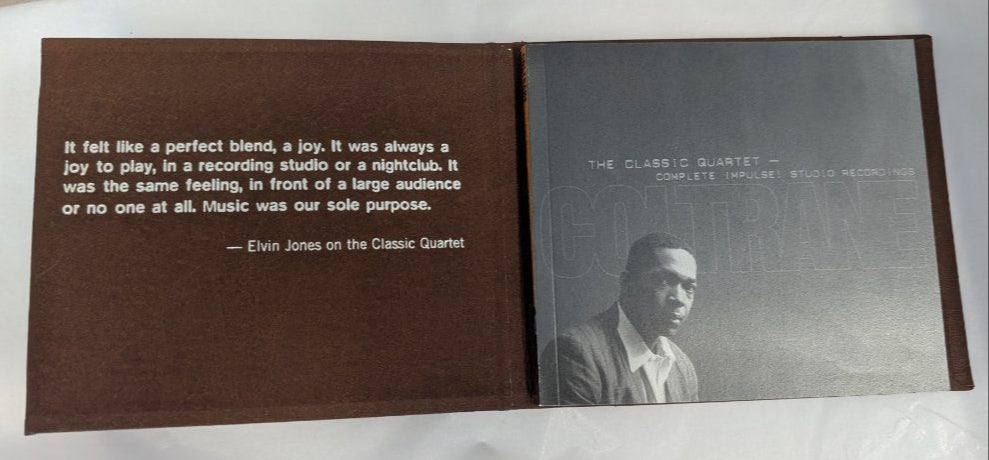 It felt like a perfect blend, a joy. It was always a
joy to play, in a recording studio or a nightclub. It
was the same feeling, in front of a large audience
or no one at all. Music was our sole purpose.
— Elvin Jones on the Classic Quartet
THE CLASSIC QUARTET —
COMPLETE IMPULSE! STUDIO RECORDINGS
COLTRANE